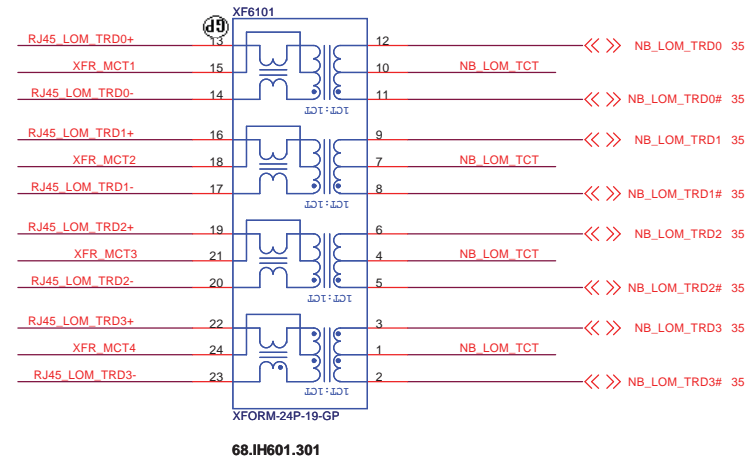 XF6101
GP
RJ45_LOM_TRD0+ 13 12 NB_LOM_TRD0 35
XFR_MCT1 15 10 NB_LOM_TCT
RJ45_LOM_TRD0- 14 11 NB_LOM_TRD0# 35
1CT:1CT
RJ45_LOM_TRD1+ 16 9 NB_LOM_TRD1 35
XFR_MCT2 18 7 NB_LOM_TCT
RJ45_LOM_TRD1- 17 8 NB_LOM_TRD1# 35
1CT:1CT
RJ45_LOM_TRD2+ 19 6 NB_LOM_TRD2 35
XFR_MCT3 21 4 NB_LOM_TCT
RJ45_LOM_TRD2- 20 5 NB_LOM_TRD2# 35
1CT:1CT
RJ45_LOM_TRD3+ 22 3 NB_LOM_TRD3 35
XFR_MCT4 24 1 NB_LOM_TCT
RJ45_LOM_TRD3- 23 2 NB_LOM_TRD3# 35
1CT:1CT
XFORM-24P-19-GP
68.IH601.301